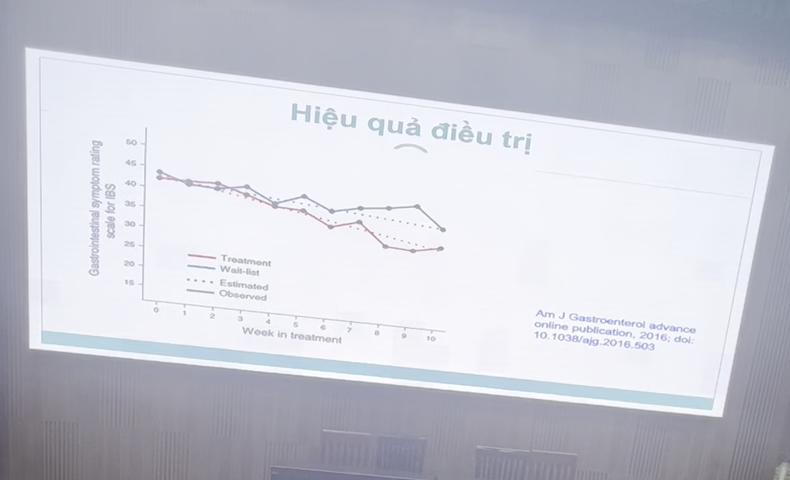 Hiệu quả điều trị
Gastrointestinal symptom rating
scale for IBS
50
45
40
35
30
25
20
15
Treatment
Wait-list
Estimated
Observed
0 1 2 3 4 5 6 7 8 9 10
Week in treatment
Am J Gastroenterol advance
online publication, 2016; doi:
10.1038/ajg.2016.503